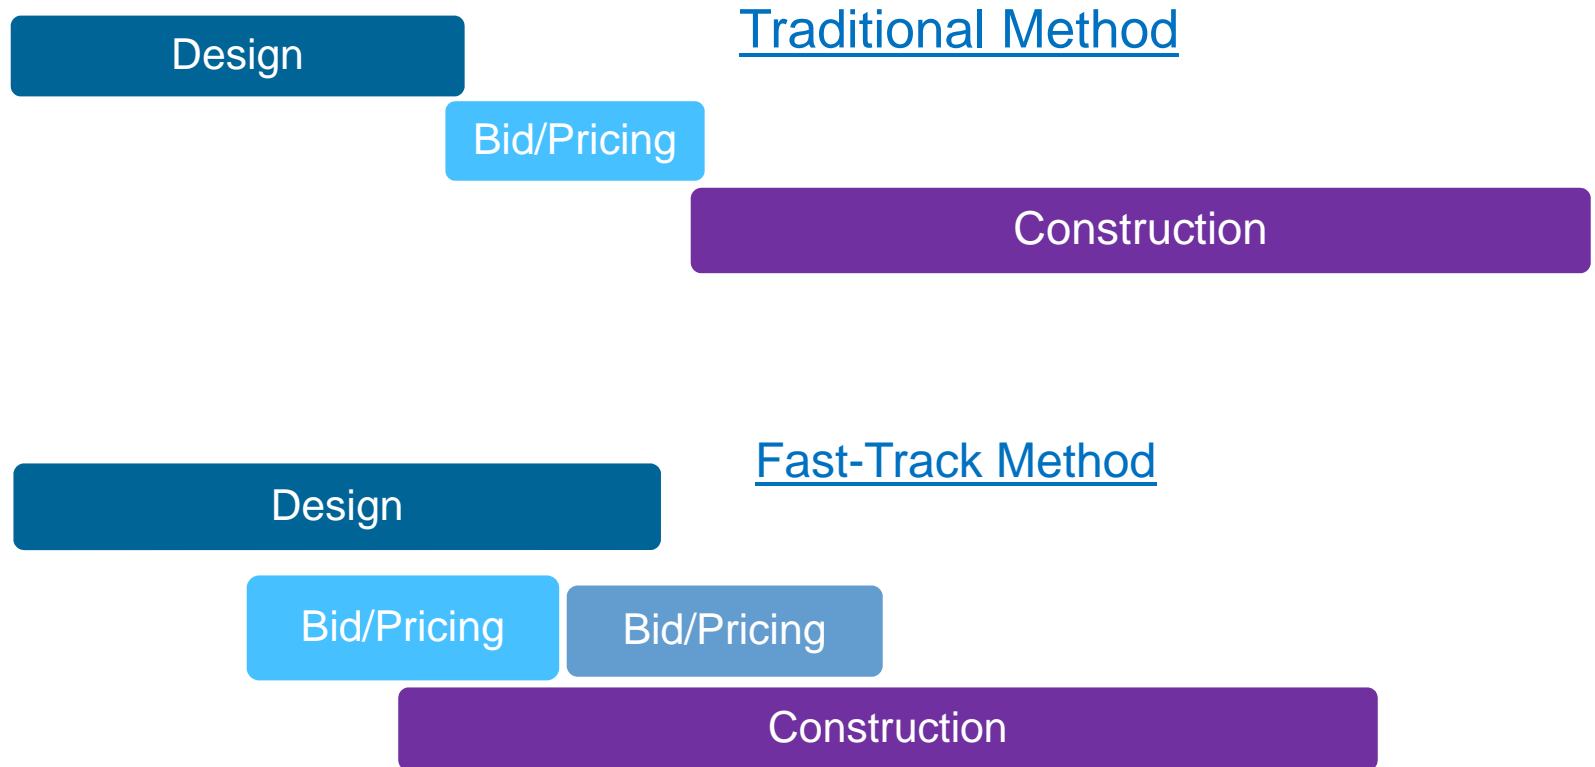 Traditional Method
Design
Bid/Pricing
Construction
Fast-Track Method
Design
Bid/Pricing
Bid/Pricing
Construction